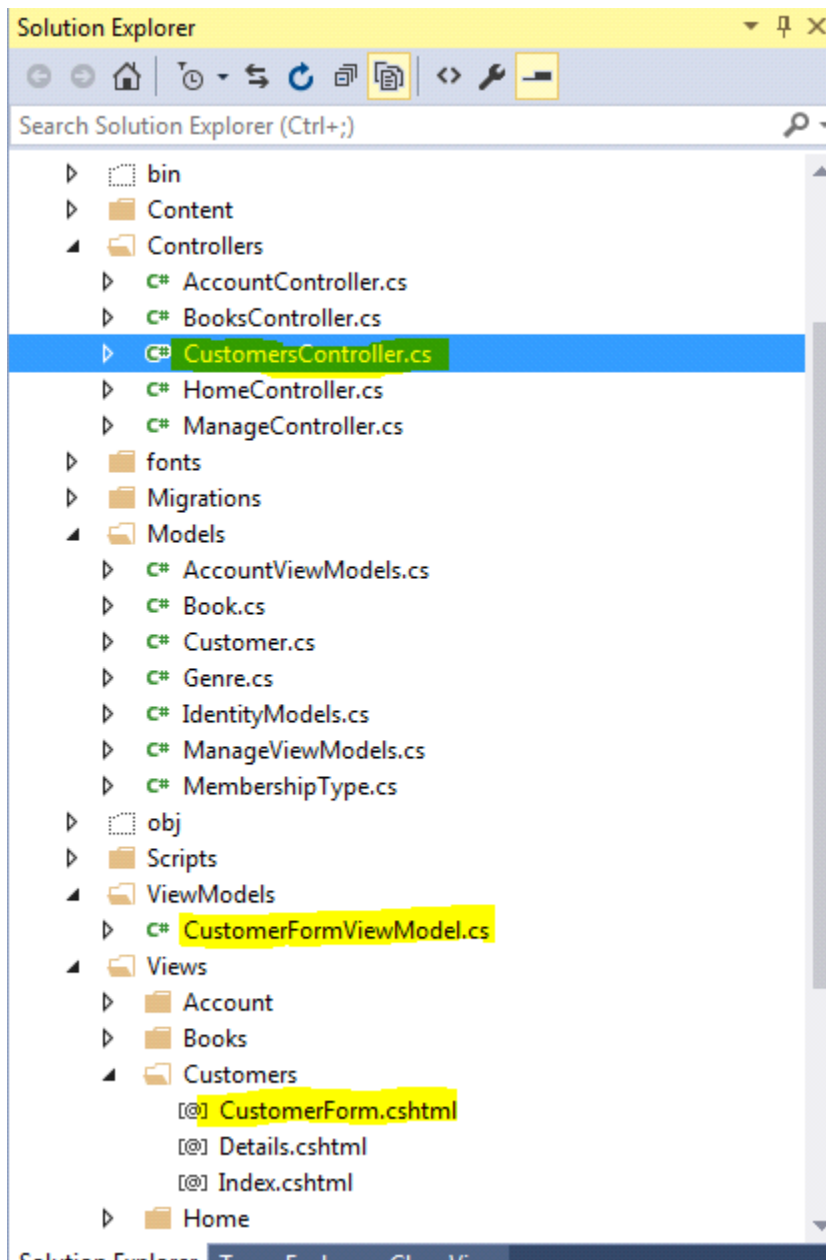 Solution Explorer
Search Solution Explorer (Ctrl+;)
bin
Content
Controllers
C# AccountController.cs
C# BooksController.cs
C# CustomersController.cs
C# HomeController.cs
C# ManageController.cs
fonts
Migrations
Models
C# AccountViewModels.cs
C# Book.cs
C# Customer.cs
C# Genre.cs
C# IdentityModels.cs
C# ManageViewModels.cs
C# MembershipType.cs
obj
Scripts
ViewModels
C# CustomerFormViewModel.cs
Views
Account
Books
Customers
[@] CustomerForm.cshtml
[@] Details.cshtml
[@] Index.cshtml
Home
Solution Explorer